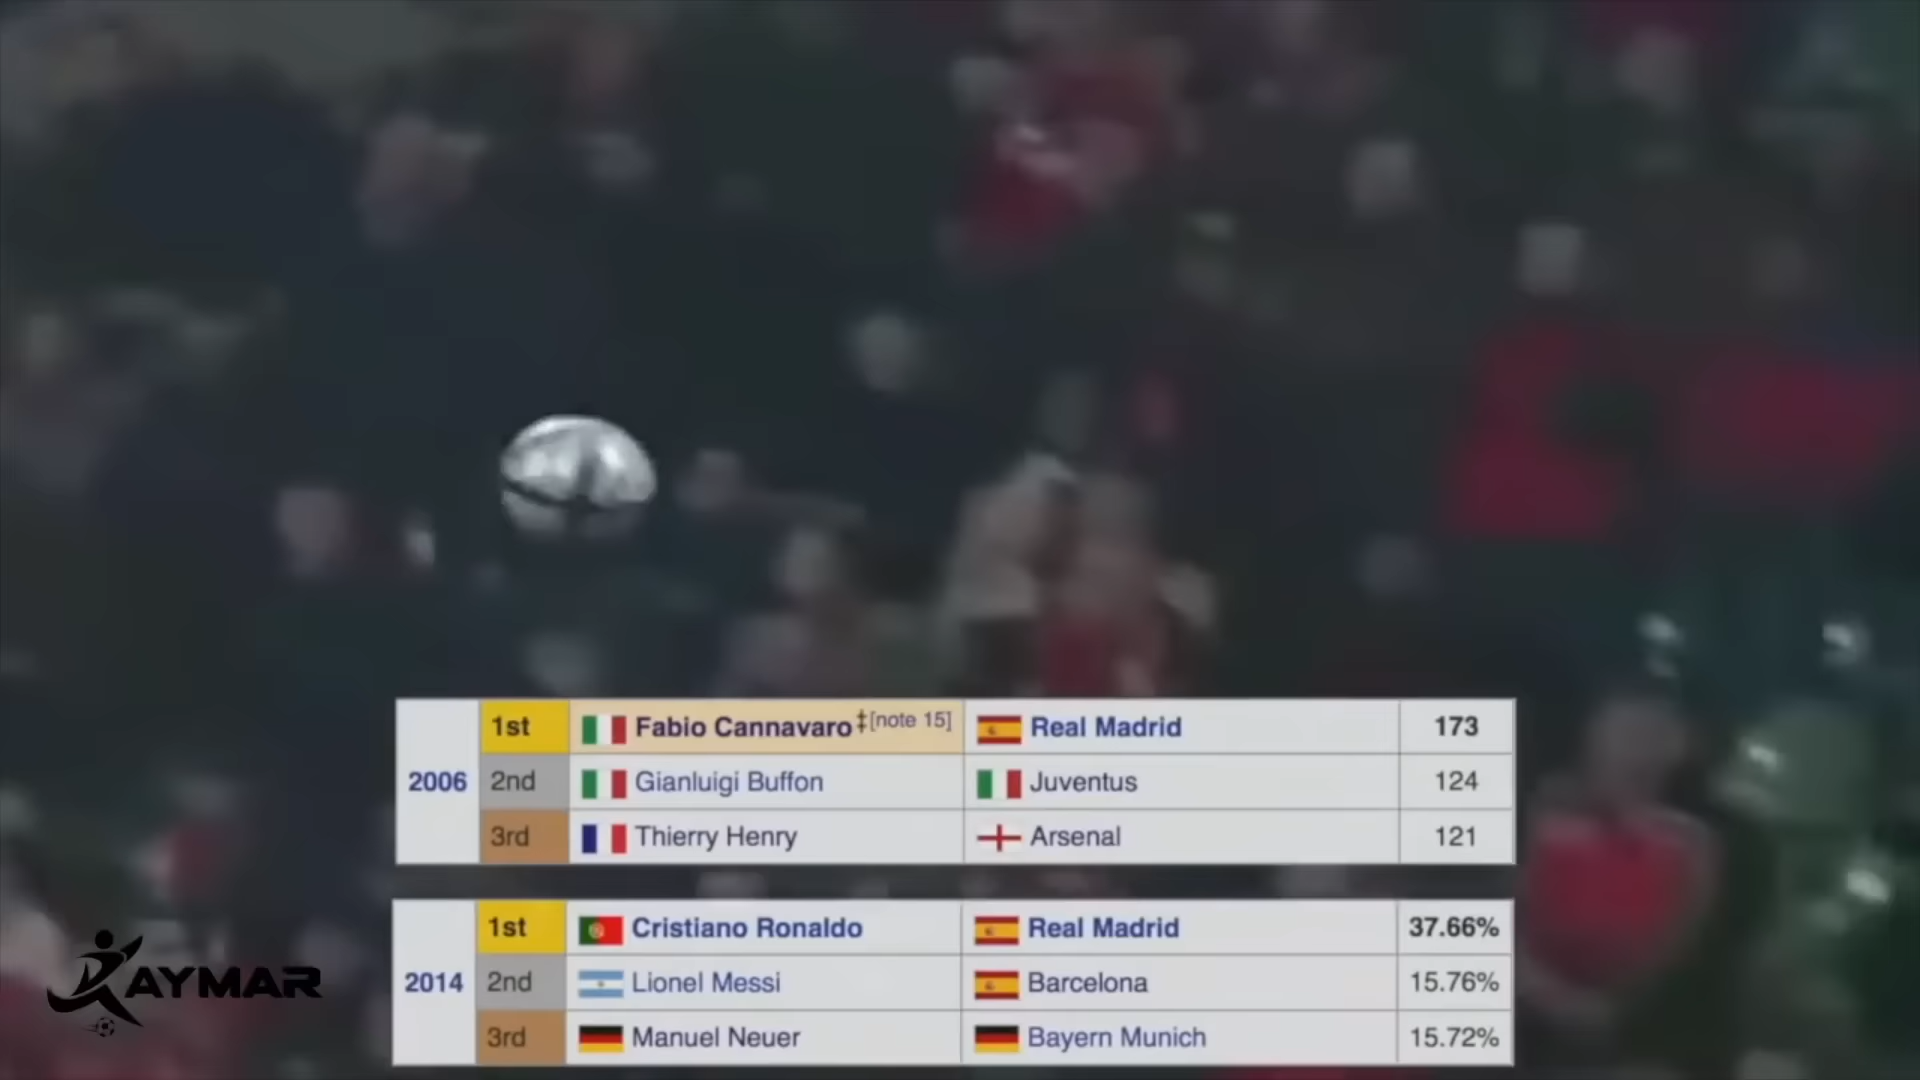 2006 1st Fabio Cannavaro‡[note 15] Real Madrid 173
2nd Gianluigi Buffon Juventus 124
3rd Thierry Henry Arsenal 121
2014 1st Cristiano Ronaldo Real Madrid 37.66%
2nd Lionel Messi Barcelona 15.76%
3rd Manuel Neuer Bayern Munich 15.72%
KAYMAR